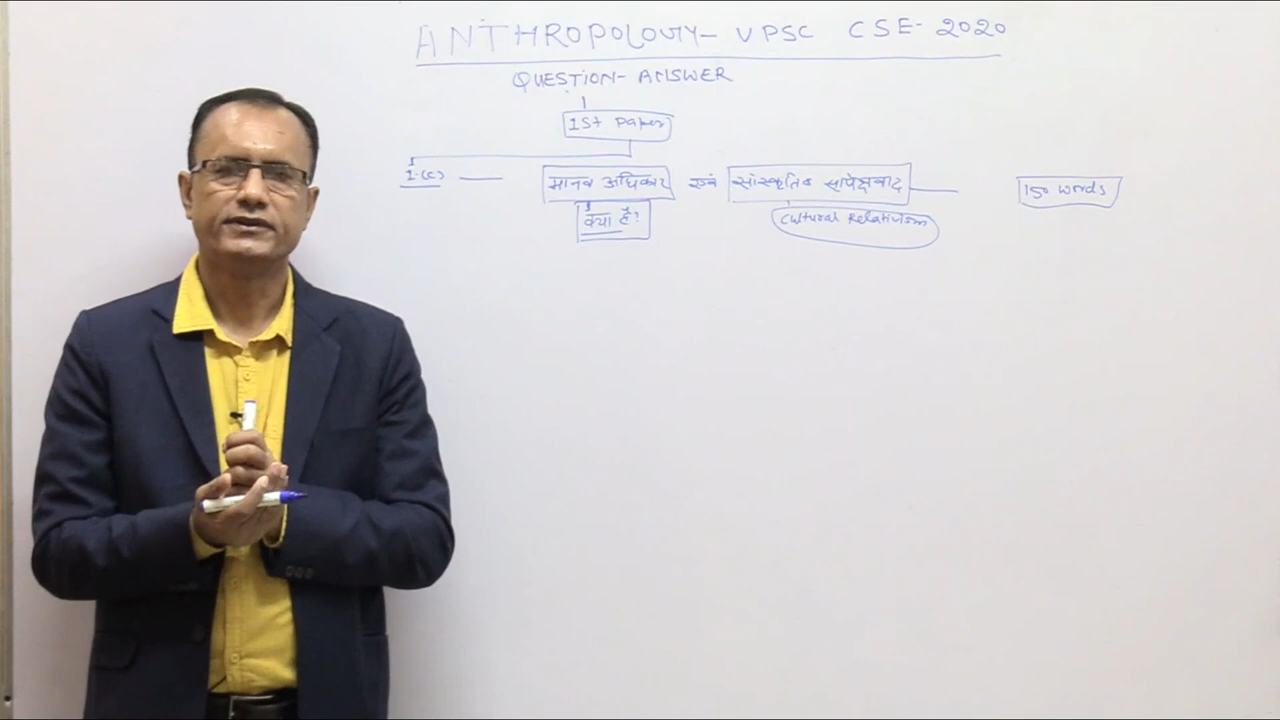 ANTHROPOLOGY - UPSC CSE - 2020
QUESTION - ANSWER
1st Paper
1.(c) — मानव अधिकार एवं सांस्कृतिक सापेक्षवाद — 150 words
क्या है? Cultural Relativism